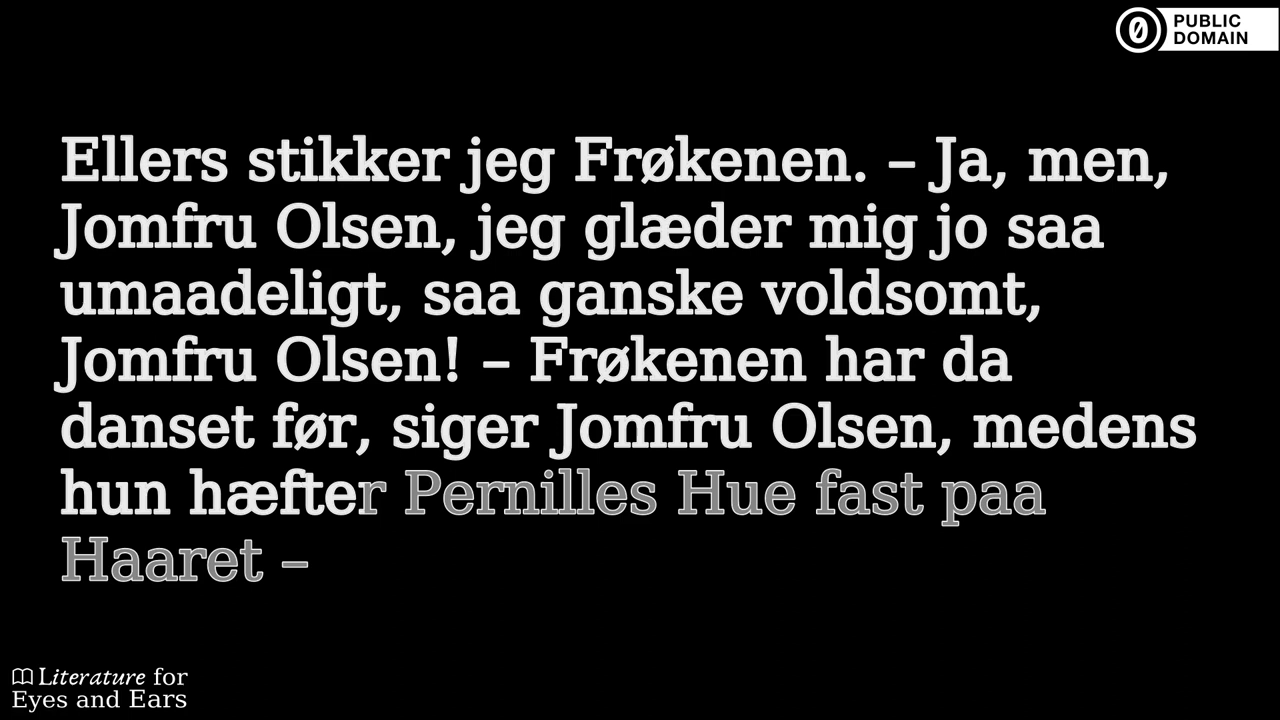 PUBLIC
DOMAIN
Ellers stikker jeg Frøkenen. – Ja, men,
Jomfru Olsen, jeg glæder mig jo saa
umaadeligt, saa ganske voldsomt,
Jomfru Olsen! – Frøkenen har da
danset før, siger Jomfru Olsen, medens
hun hæfter Pernilles Hue fast paa
Haaret –
Literature for
Eyes and Ears